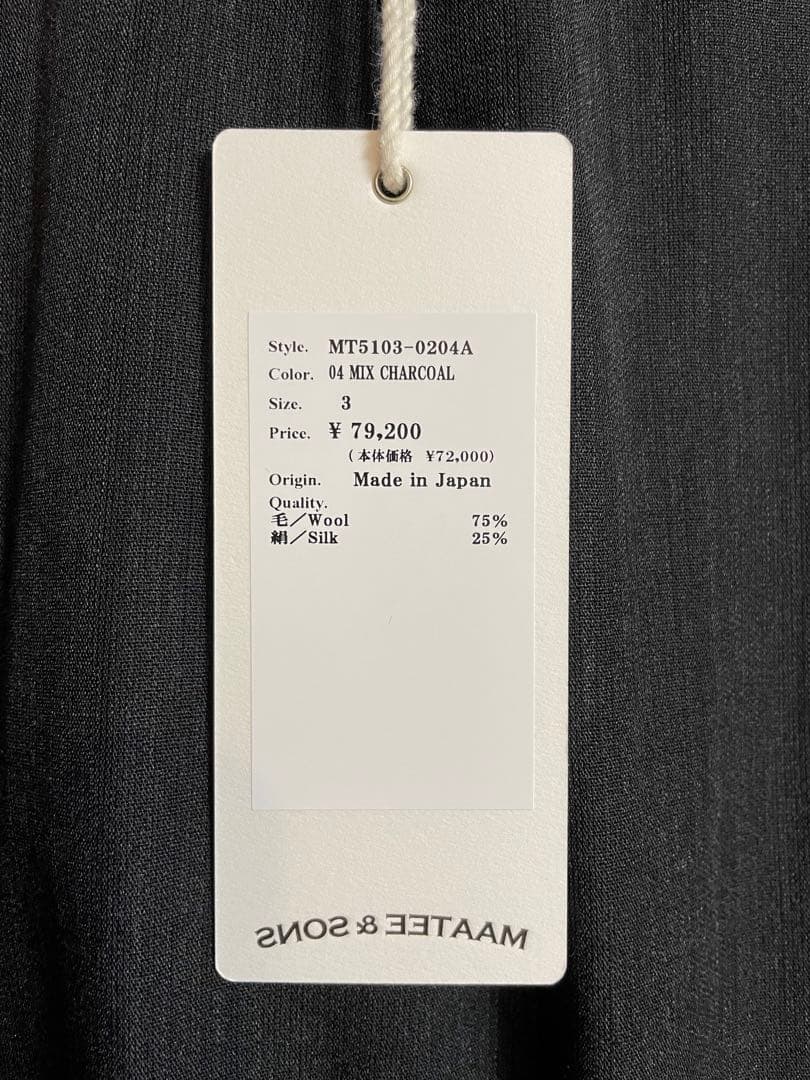 Style. MT5103-0204A
Color. 04 MIX CHARCOAL
Size. 3
Price. ¥ 79,200
(本体価格 ¥72,000)
Origin. Made in Japan
Quality.
毛／Wool 75%
絹／Silk 25%
MAATEE & SONS